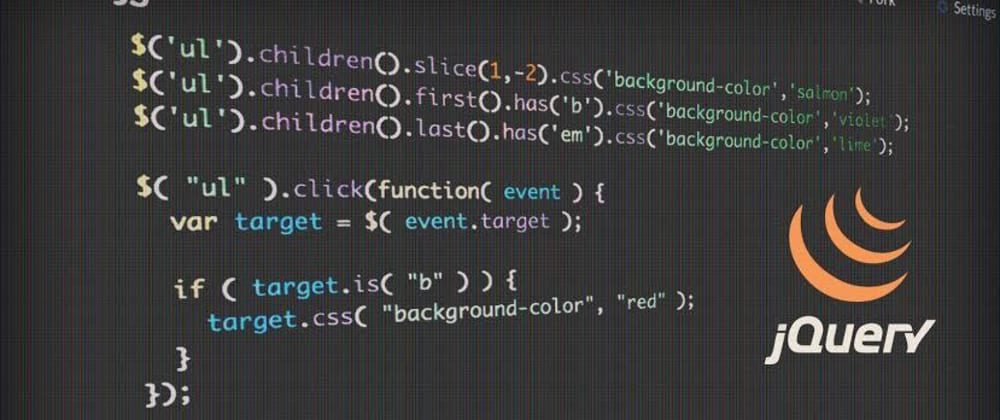 Settings
$('ul').children().slice(1,-2).css('background-color','salmon');
$('ul').children().first().has('b').css('background-color','violet');
$('ul').children().last().has('em').css('background-color','lime');
$( "ul" ).click(function( event ) {
var target = $( event.target );
if ( target.is( "b" ) ) {
target.css( "background-color", "red" );
}
});
jQuery